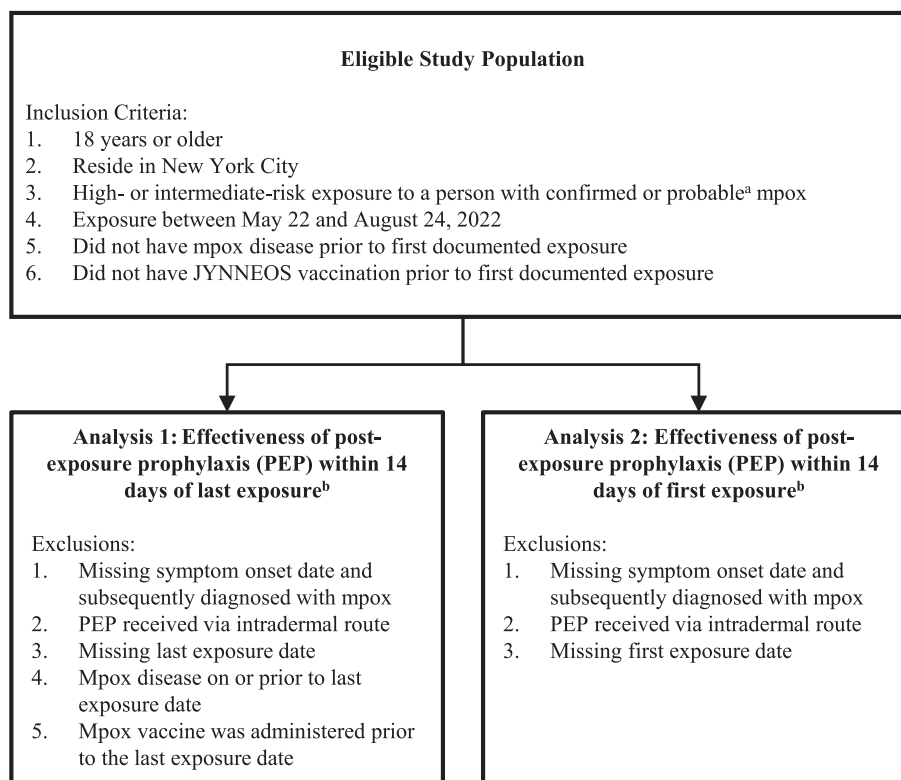 Eligible Study Population
Inclusion Criteria:
1. 18 years or older
2. Reside in New York City
3. High- or intermediate-risk exposure to a person with confirmed or probableᵃ mpox
4. Exposure between May 22 and August 24, 2022
5. Did not have mpox disease prior to first documented exposure
6. Did not have JYNNEOS vaccination prior to first documented exposure
Analysis 1: Effectiveness of post-
exposure prophylaxis (PEP) within 14
days of last exposureᵇ
Exclusions:
1. Missing symptom onset date and
subsequently diagnosed with mpox
2. PEP received via intradermal route
3. Missing last exposure date
4. Mpox disease on or prior to last
exposure date
5. Mpox vaccine was administered prior
to the last exposure date
Analysis 2: Effectiveness of post-
exposure prophylaxis (PEP) within 14
days of first exposureᵇ
Exclusions:
1. Missing symptom onset date and
subsequently diagnosed with mpox
2. PEP received via intradermal route
3. Missing first exposure date